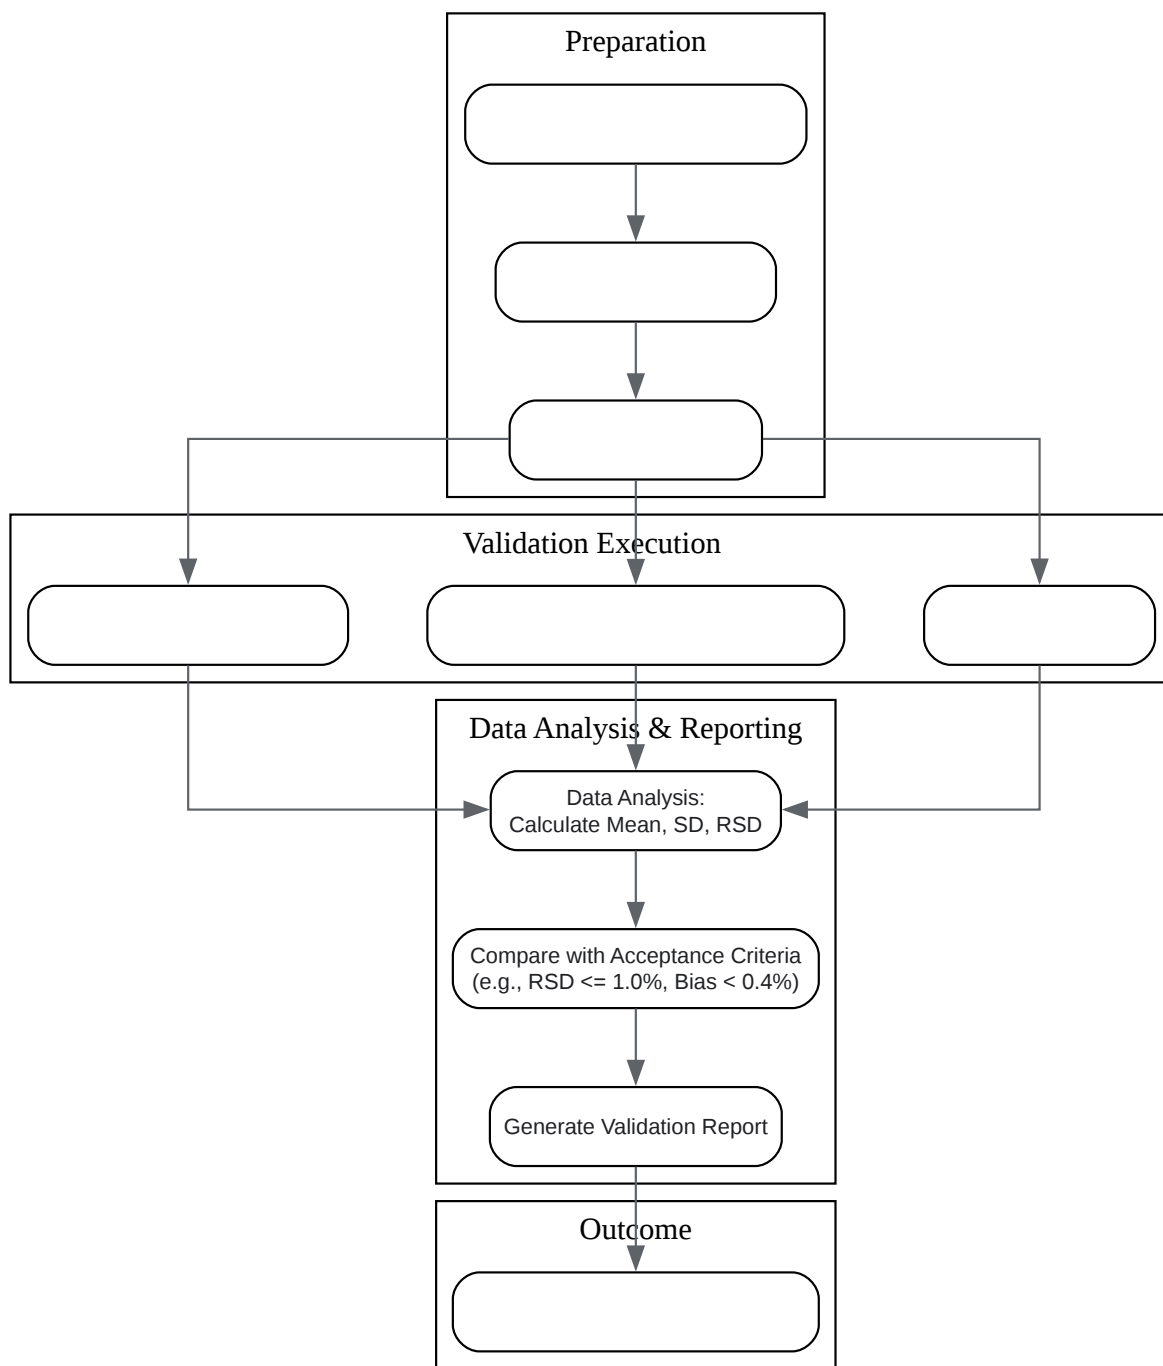 Preparation
Validation Execution
Data Analysis & Reporting
Data Analysis:
Calculate Mean, SD, RSD
Compare with Acceptance Criteria
(e.g., RSD <= 1.0%, Bias < 0.4%)
Generate Validation Report
Outcome